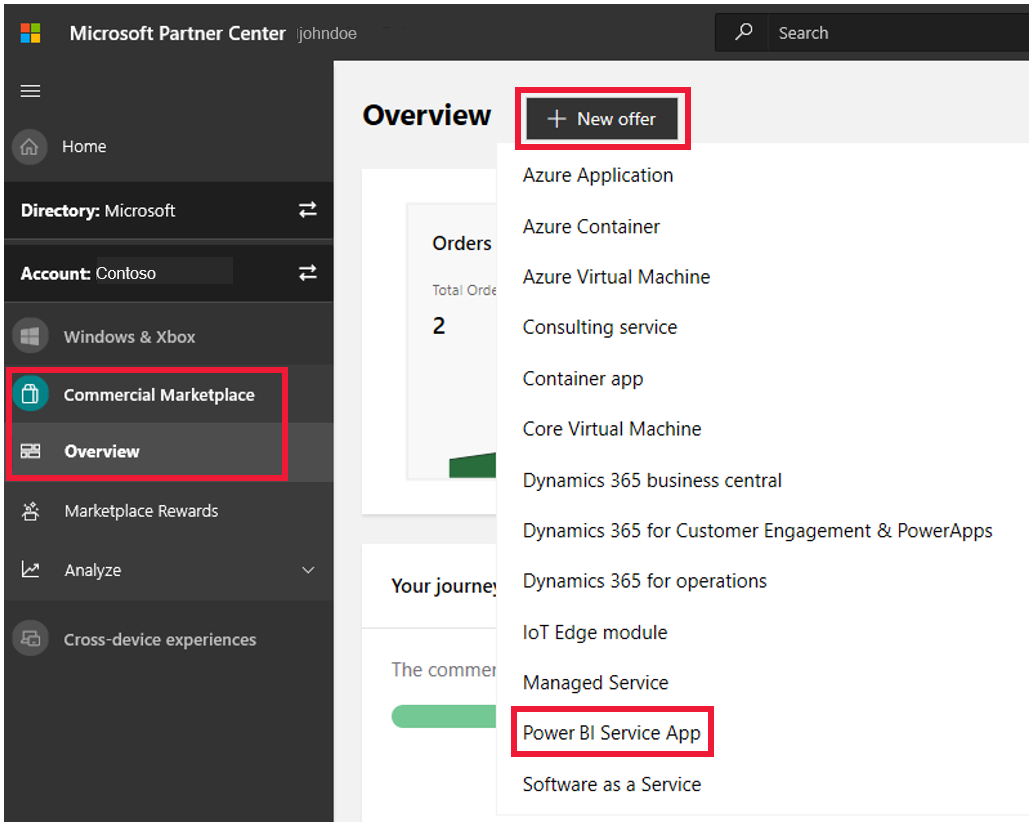 Microsoft Partner Center johndoe
Search
Home
Directory: Microsoft
Account: Contoso
Windows & Xbox
Commercial Marketplace
Overview
Marketplace Rewards
Analyze
Cross-device experiences
Overview
+ New offer
Orders
Total Orde
2
Your journey
The commer
Azure Application
Azure Container
Azure Virtual Machine
Consulting service
Container app
Core Virtual Machine
Dynamics 365 business central
Dynamics 365 for Customer Engagement & PowerApps
Dynamics 365 for operations
IoT Edge module
Managed Service
Power BI Service App
Software as a Service